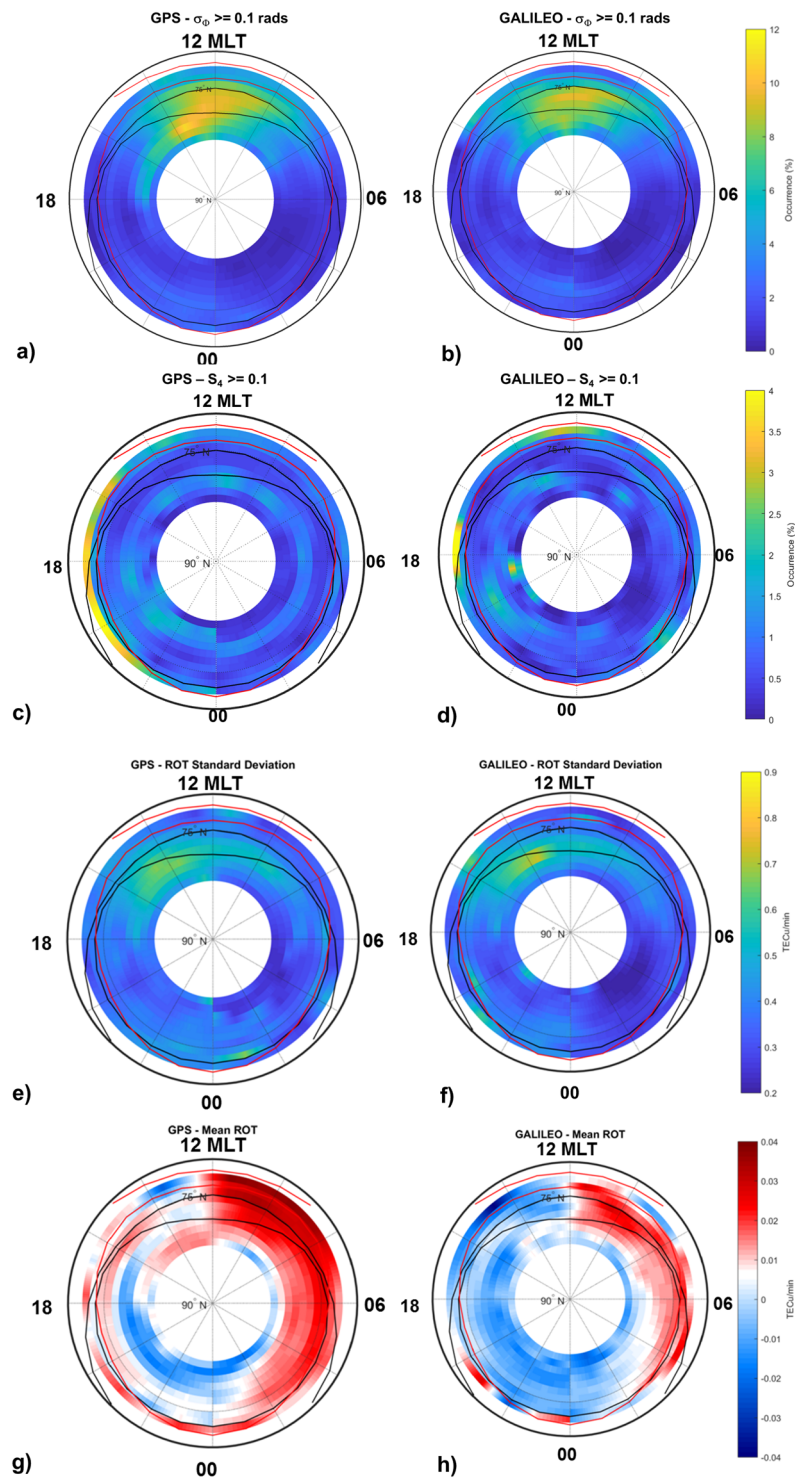 GPS - σΦ >= 0.1 rads
12 MLT
75° N
90° N
18
06
00
a)
GALILEO - σΦ >= 0.1 rads
12 MLT
75° N
90° N
18
06
00
b)
12
10
8
6
4
2
0
Occurrence (%)
GPS – S4 >= 0.1
12 MLT
75° N
90° N
18
06
00
c)
GALILEO – S4 >= 0.1
12 MLT
75° N
90° N
18
06
00
d)
4
3.5
3
2.5
2
1.5
1
0.5
0
Occurrence (%)
GPS - ROT Standard Deviation
12 MLT
75° N
90° N
18
06
00
e)
GALILEO - ROT Standard Deviation
12 MLT
75° N
90° N
18
06
00
f)
0.9
0.8
0.7
0.6
0.5
0.4
0.3
0.2
TECu/min
GPS - Mean ROT
12 MLT
75° N
90° N
18
06
00
g)
GALILEO - Mean ROT
12 MLT
75° N
90° N
18
06
00
h)
0.04
0.03
0.02
0.01
0
-0.01
-0.02
-0.03
-0.04
TECu/min